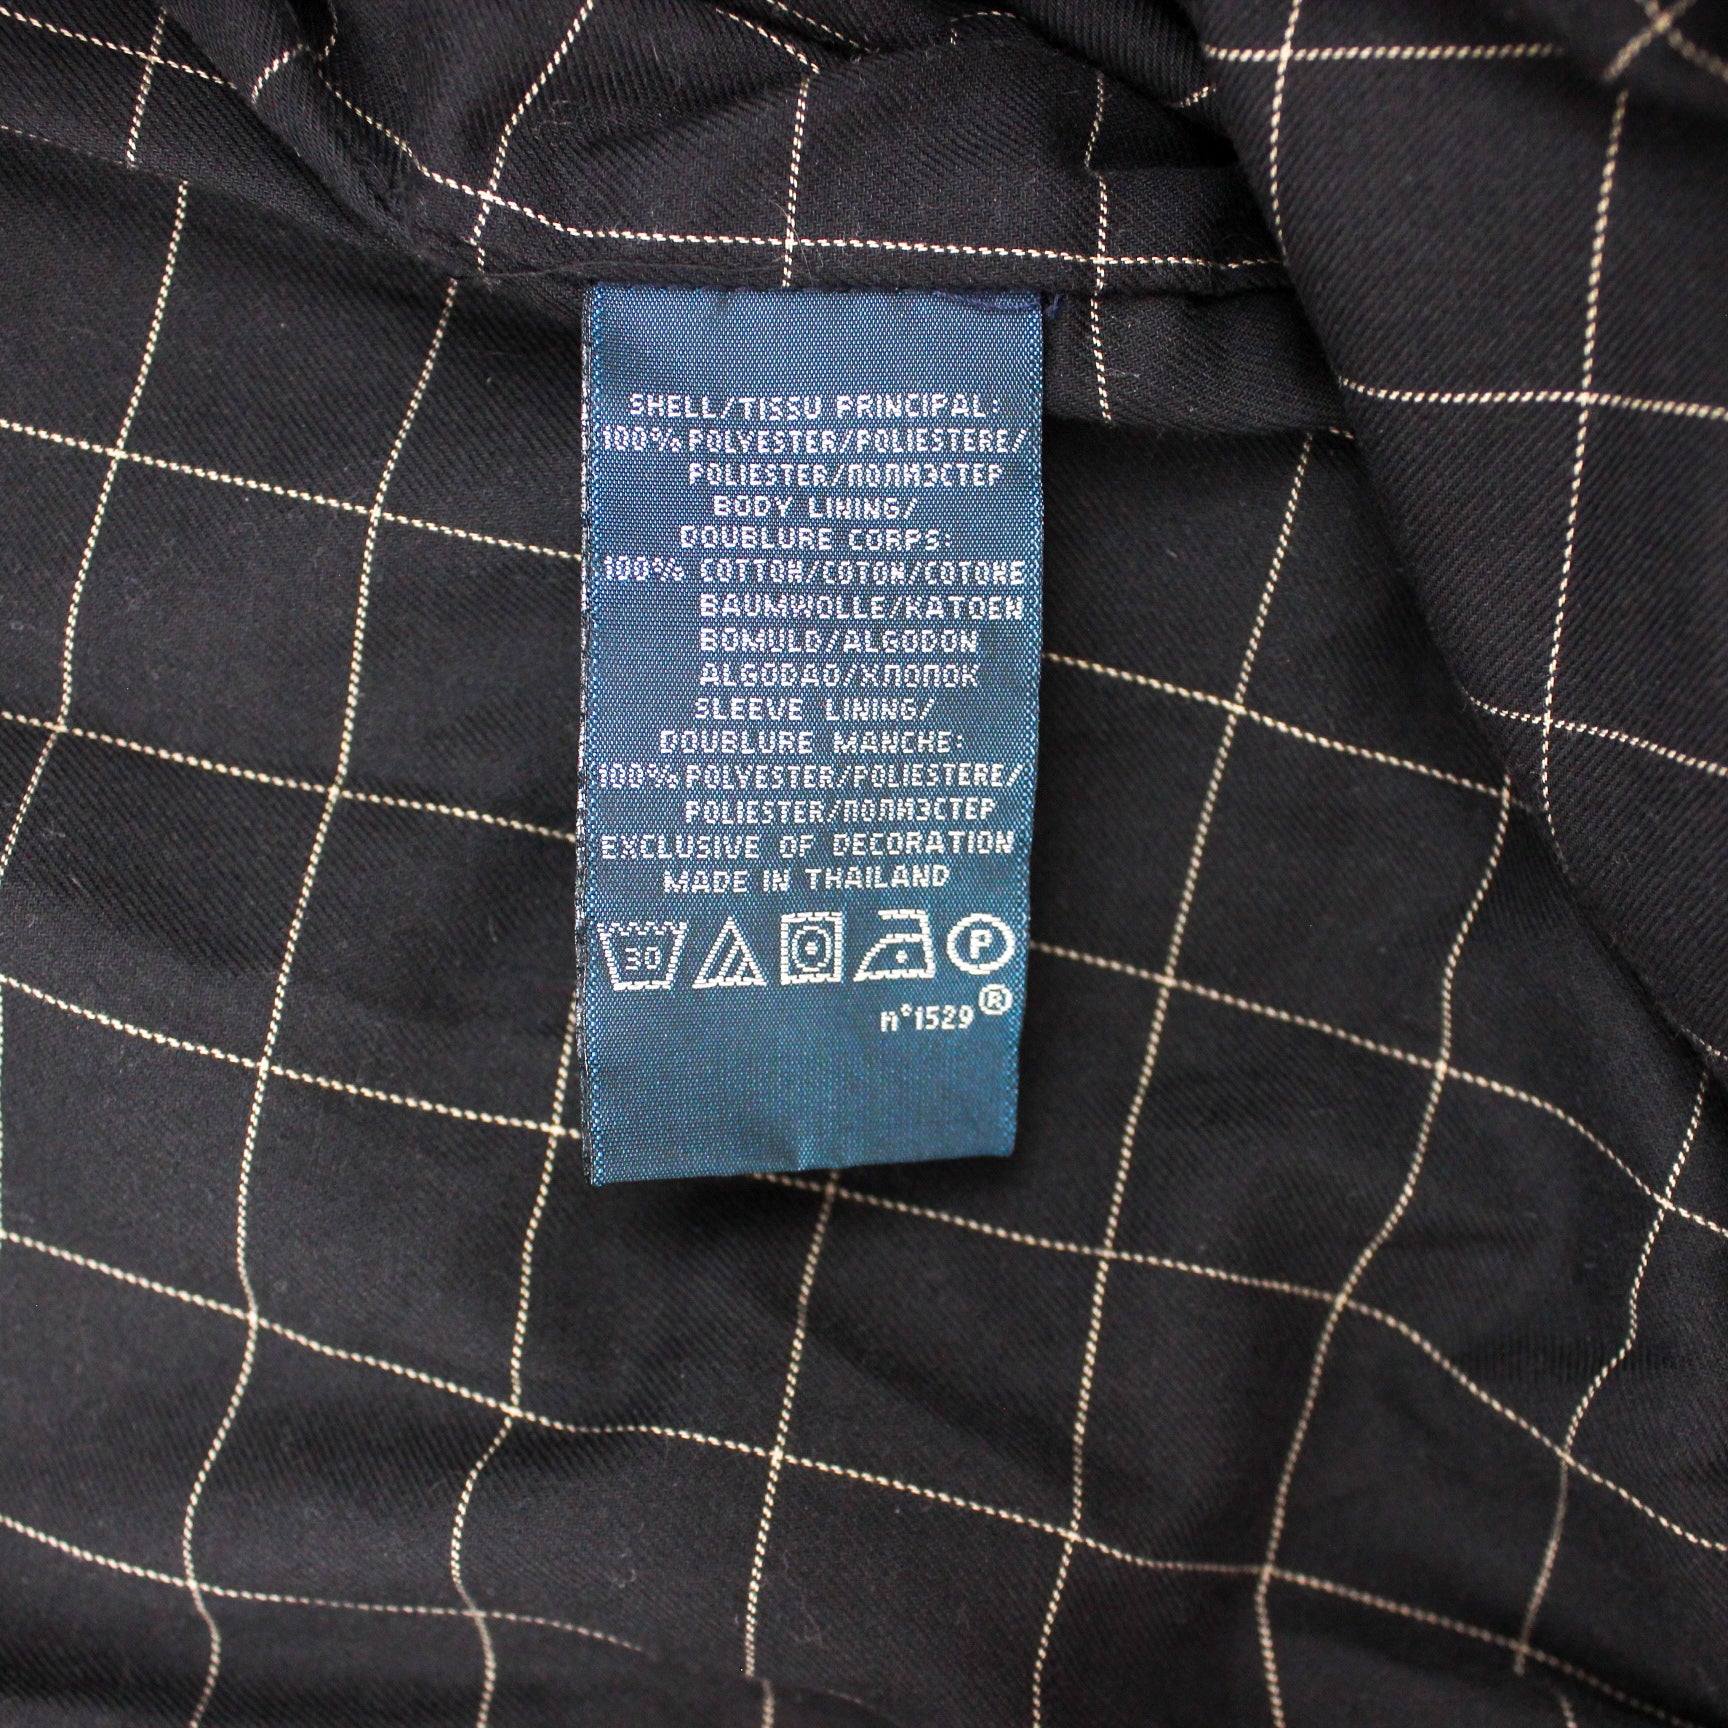 SHELL/TISSU PRINCIPAL:
100% POLYESTER/POLIESTERE/
POLIESTER/ПОЛИЭСТЕР
BODY LINING/
DOUBLURE CORPS:
100% COTTON/COTON/COTONE
BAUMWOLLE/KATOEN
BOMULD/ALGODON
ALGODAO/ХЛОПОК
SLEEVE LINING/
DOUBLURE MANCHE:
100% POLYESTER/POLIESTERE/
POLIESTER/ПОЛИЭСТЕР
EXCLUSIVE OF DECORATION
MADE IN THAILAND
30 P
n°1529®